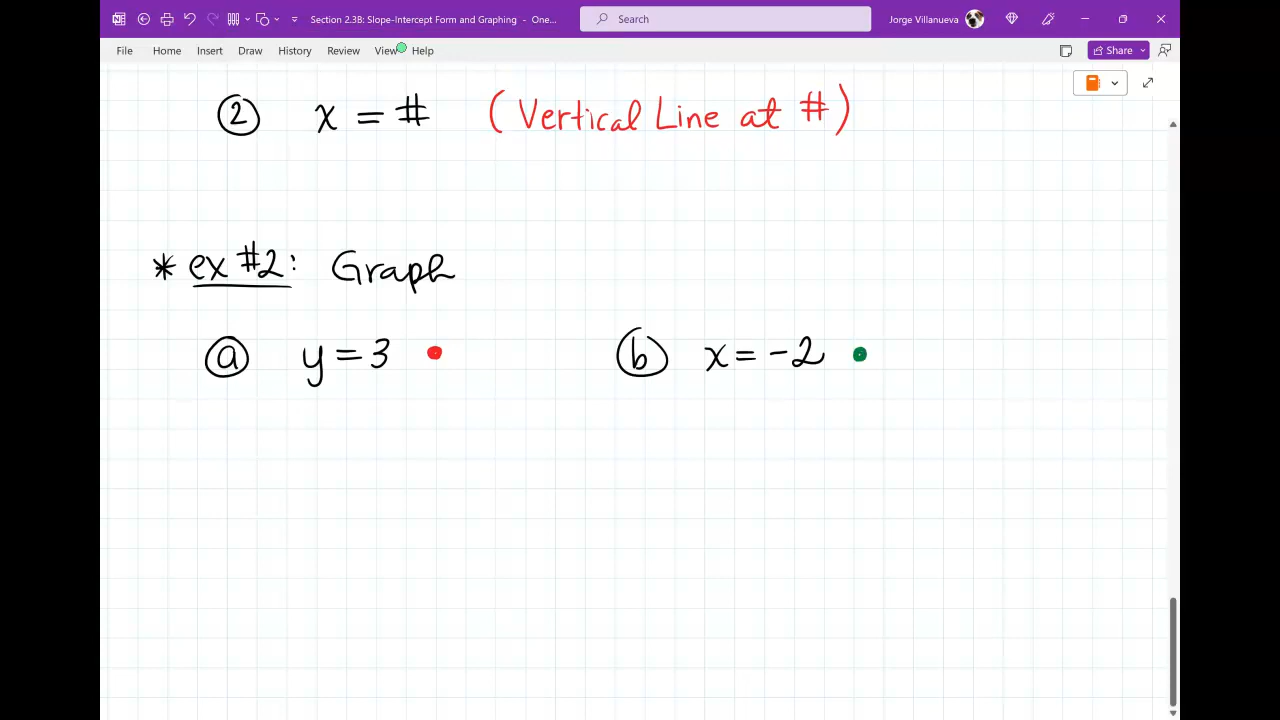 Section 2.3B: Slope-Intercept Form and Graphing - One...
Search
Jorge Villanueva
File Home Insert Draw History Review View Help
Share
② x = # (Vertical Line at #)
* ex #2: Graph
ⓐ y = 3 ⓑ x = -2